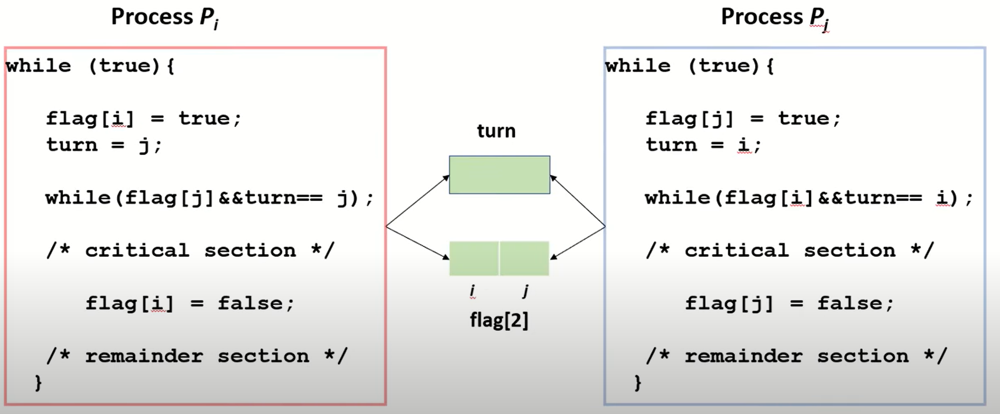 Process Pi
while (true){
flag[i] = true;
turn = j;
while(flag[j]&&turn== j);
/* critical section */
flag[i] = false;
/* remainder section */
}
turn
i j
flag[2]
Process Pj
while (true){
flag[j] = true;
turn = i;
while(flag[i]&&turn== i);
/* critical section */
flag[j] = false;
/* remainder section */
}